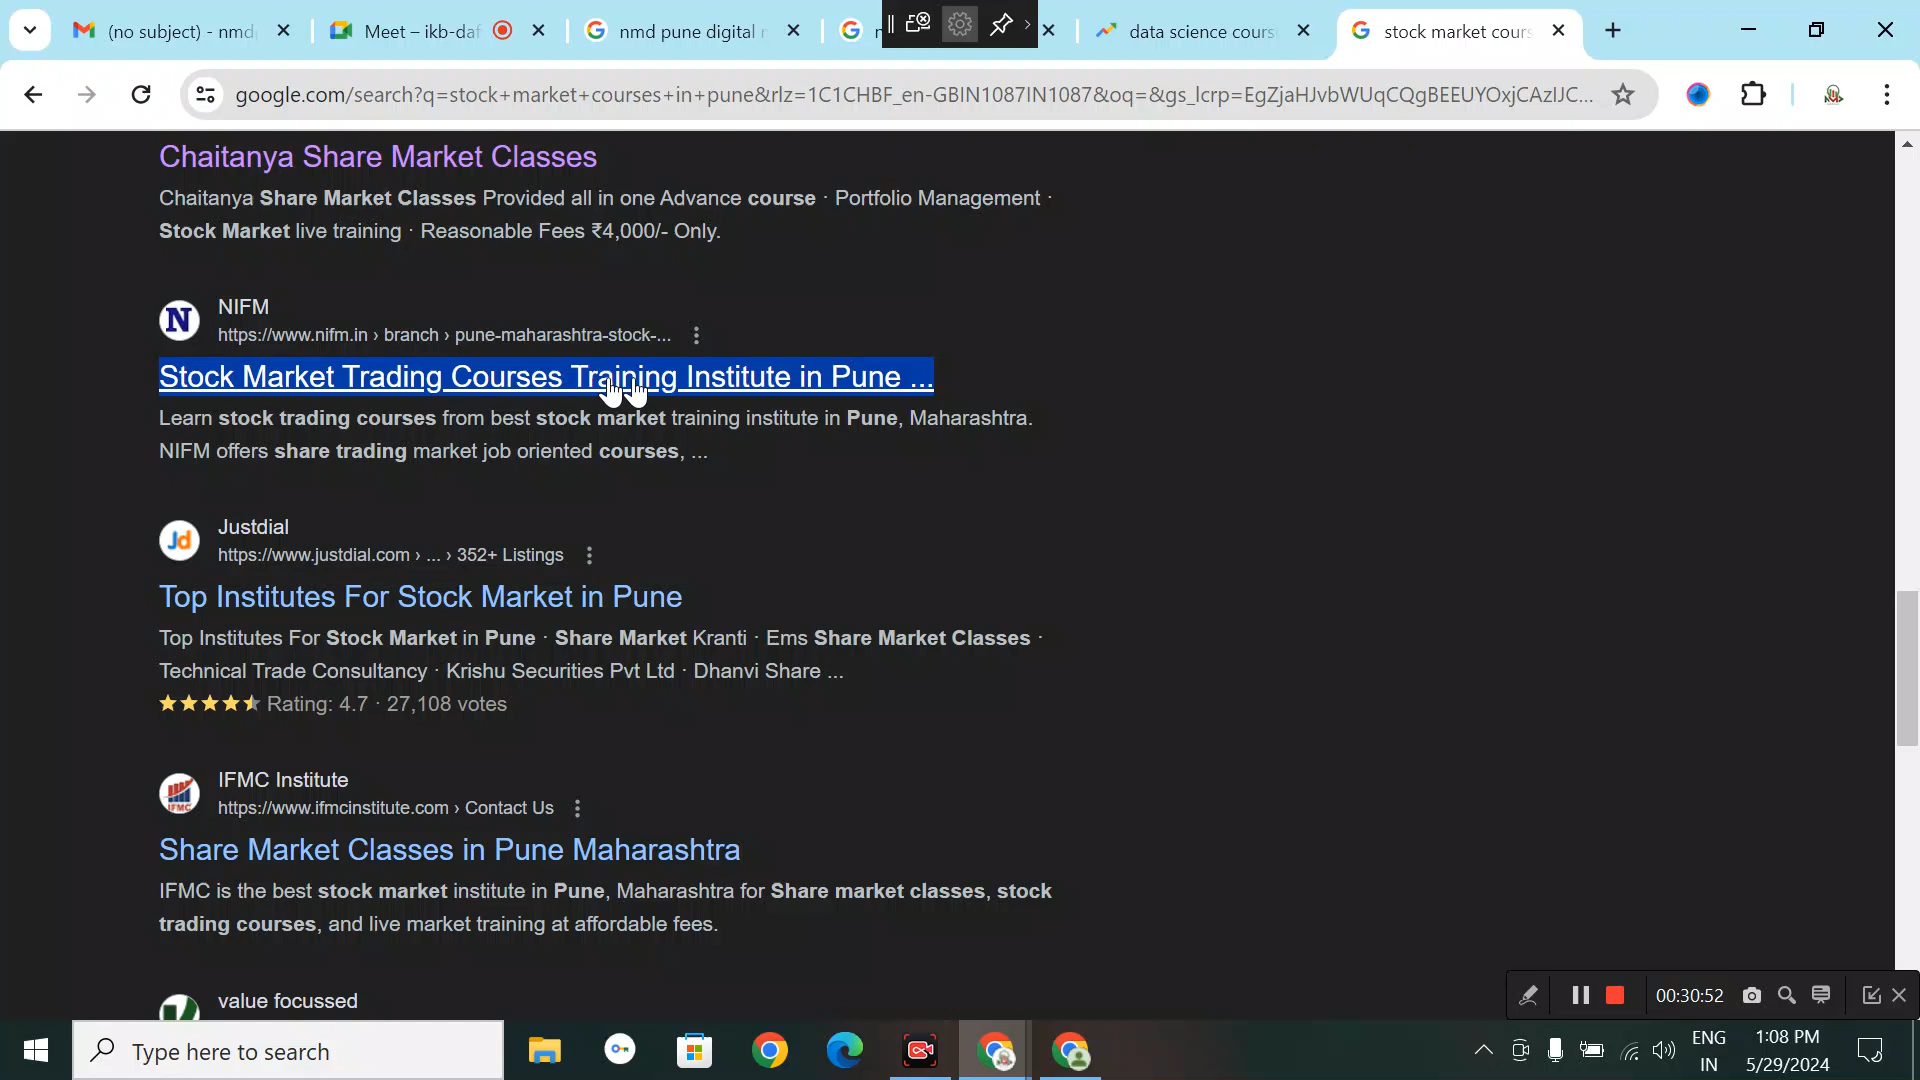 (no subject) - nmd
Meet – ikb-daf
nmd pune digital
data science cours
stock market cours
google.com/search?q=stock+market+courses+in+pune&rlz=1C1CHBF_en-GBIN1087IN1087&oq=&gs_lcrp=EgZjaHJvbWUqCQgBEEUYOxjCAzIJC...
Chaitanya Share Market Classes
Chaitanya Share Market Classes Provided all in one Advance course · Portfolio Management ·
Stock Market live training · Reasonable Fees ₹4,000/- Only.
NIFM
https://www.nifm.in › branch › pune-maharashtra-stock-...
Stock Market Trading Courses Training Institute in Pune ...
Learn stock trading courses from best stock market training institute in Pune, Maharashtra.
NIFM offers share trading market job oriented courses, ...
Jd
Justdial
https://www.justdial.com › ... › 352+ Listings
Top Institutes For Stock Market in Pune
Top Institutes For Stock Market in Pune · Share Market Kranti · Ems Share Market Classes ·
Technical Trade Consultancy · Krishu Securities Pvt Ltd · Dhanvi Share ...
Rating: 4.7 · 27,108 votes
IFMC
IFMC Institute
https://www.ifmcinstitute.com › Contact Us
Share Market Classes in Pune Maharashtra
IFMC is the best stock market institute in Pune, Maharashtra for Share market classes, stock
trading courses, and live market training at affordable fees.
value focussed
00:30:52
Type here to search
ENG
IN
1:08 PM
5/29/2024